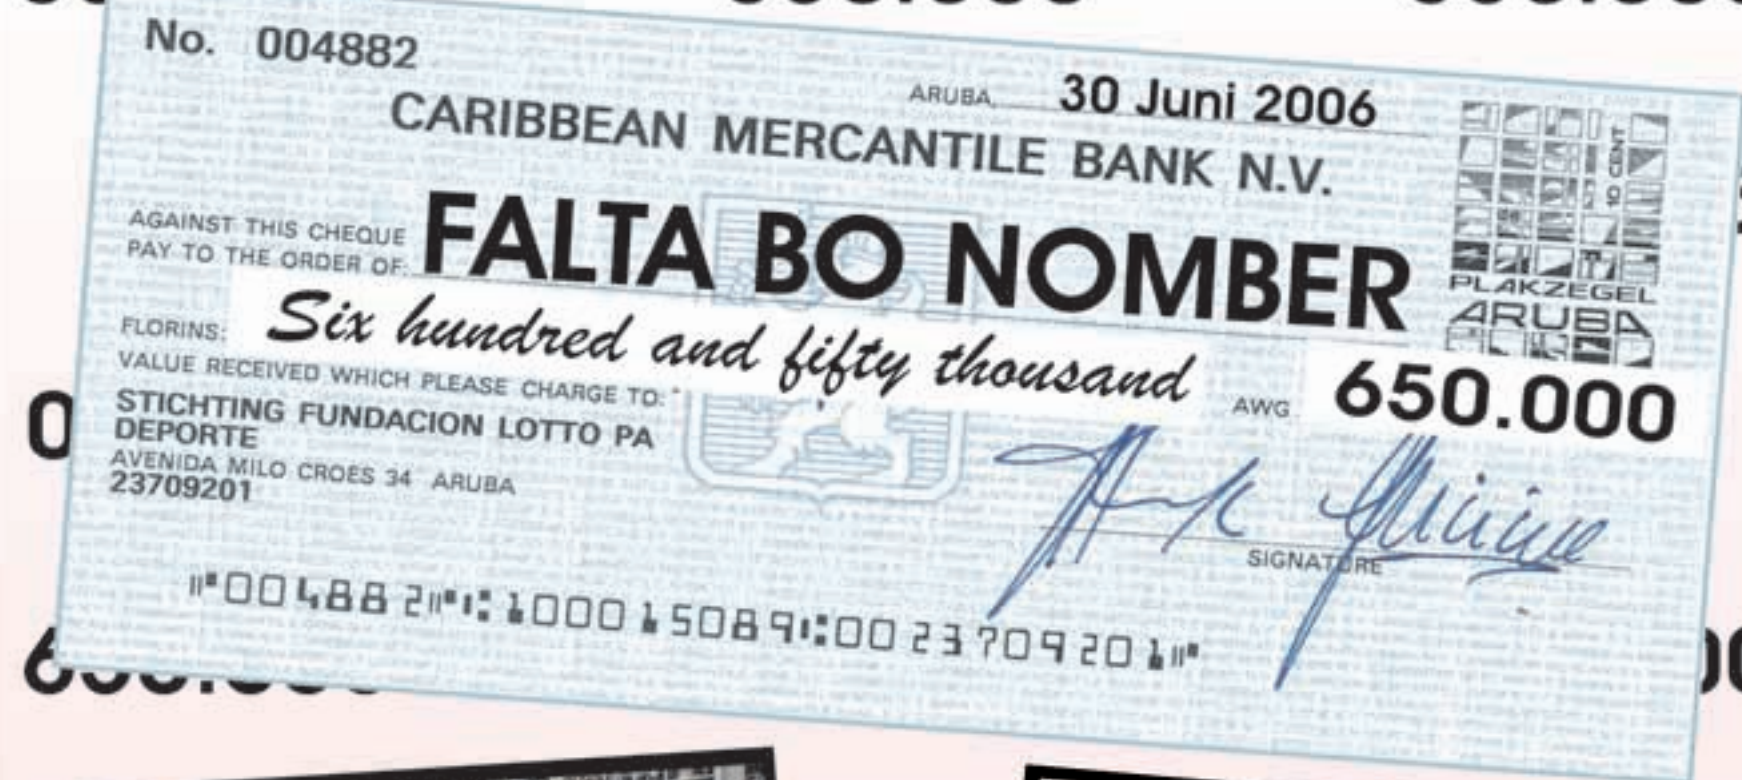 No. 004882
ARUBA 30 Juni 2006
CARIBBEAN MERCANTILE BANK N.V.
AGAINST THIS CHEQUE
PAY TO THE ORDER OF: FALTA BO NOMBER
FLORINS: Six hundred and fifty thousand
AWG 650.000
VALUE RECEIVED WHICH PLEASE CHARGE TO:
STICHTING FUNDACION LOTTO PA
DEPORTE
AVENIDA MILO CROES 34 ARUBA
23709201
CENT
10
PLAKZEGEL
ARUBA
SIGNATURE
⑈004882⑈⑆100015089⑆0023709201⑈